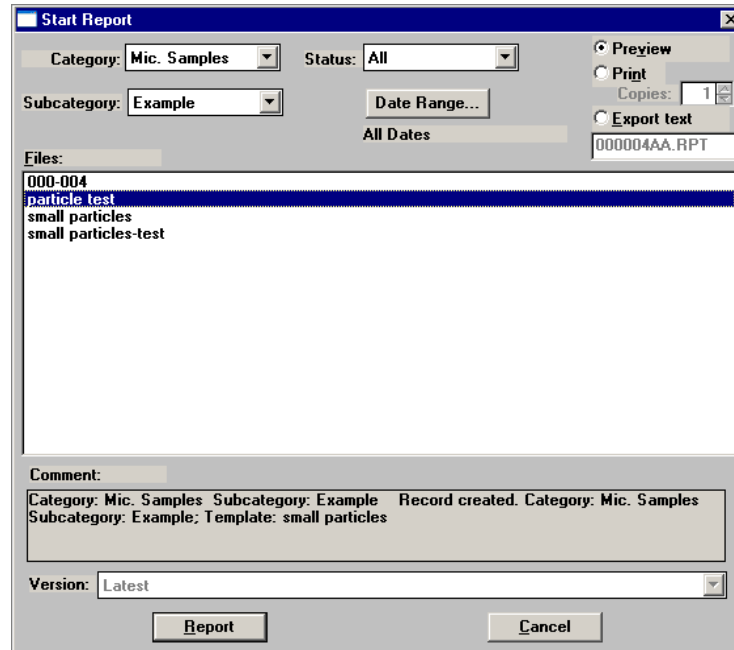 Start Report
Category: Mic. Samples Status: All
Preview
Print
Copies: 1
Subcategory: Example Date Range...
All Dates
Export text
000004AA.RPT
Files:
000-004
particle test
small particles
small particles-test
Comment:
Category: Mic. Samples Subcategory: Example Record created. Category: Mic. Samples
Subcategory: Example; Template: small particles
Version: Latest
Report Cancel